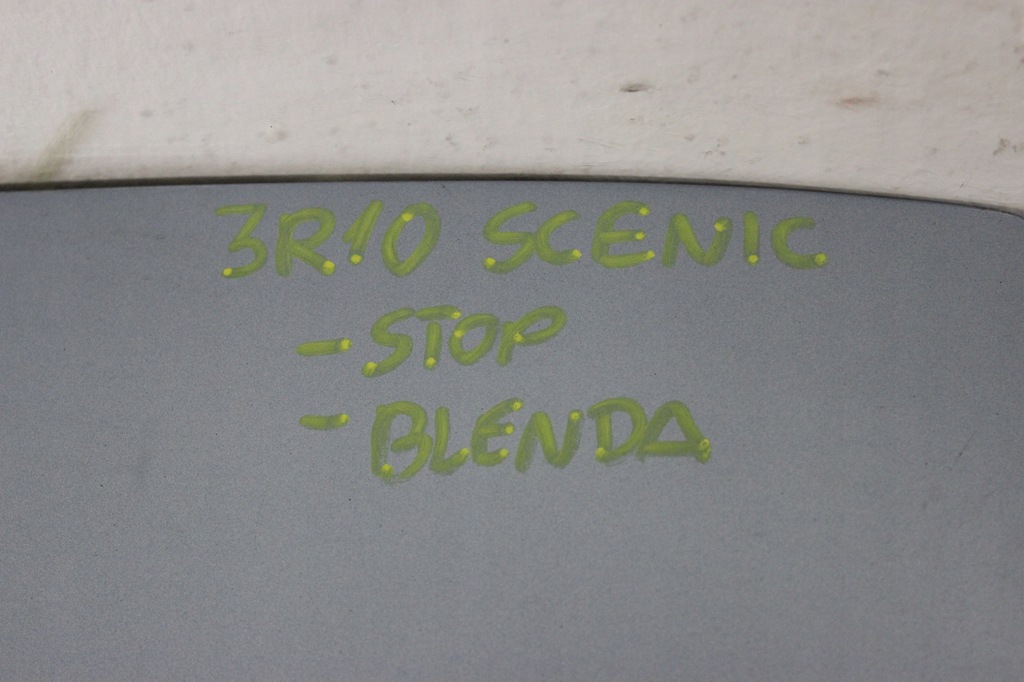 3R10 SCENIC
- STOP
- BLENDA